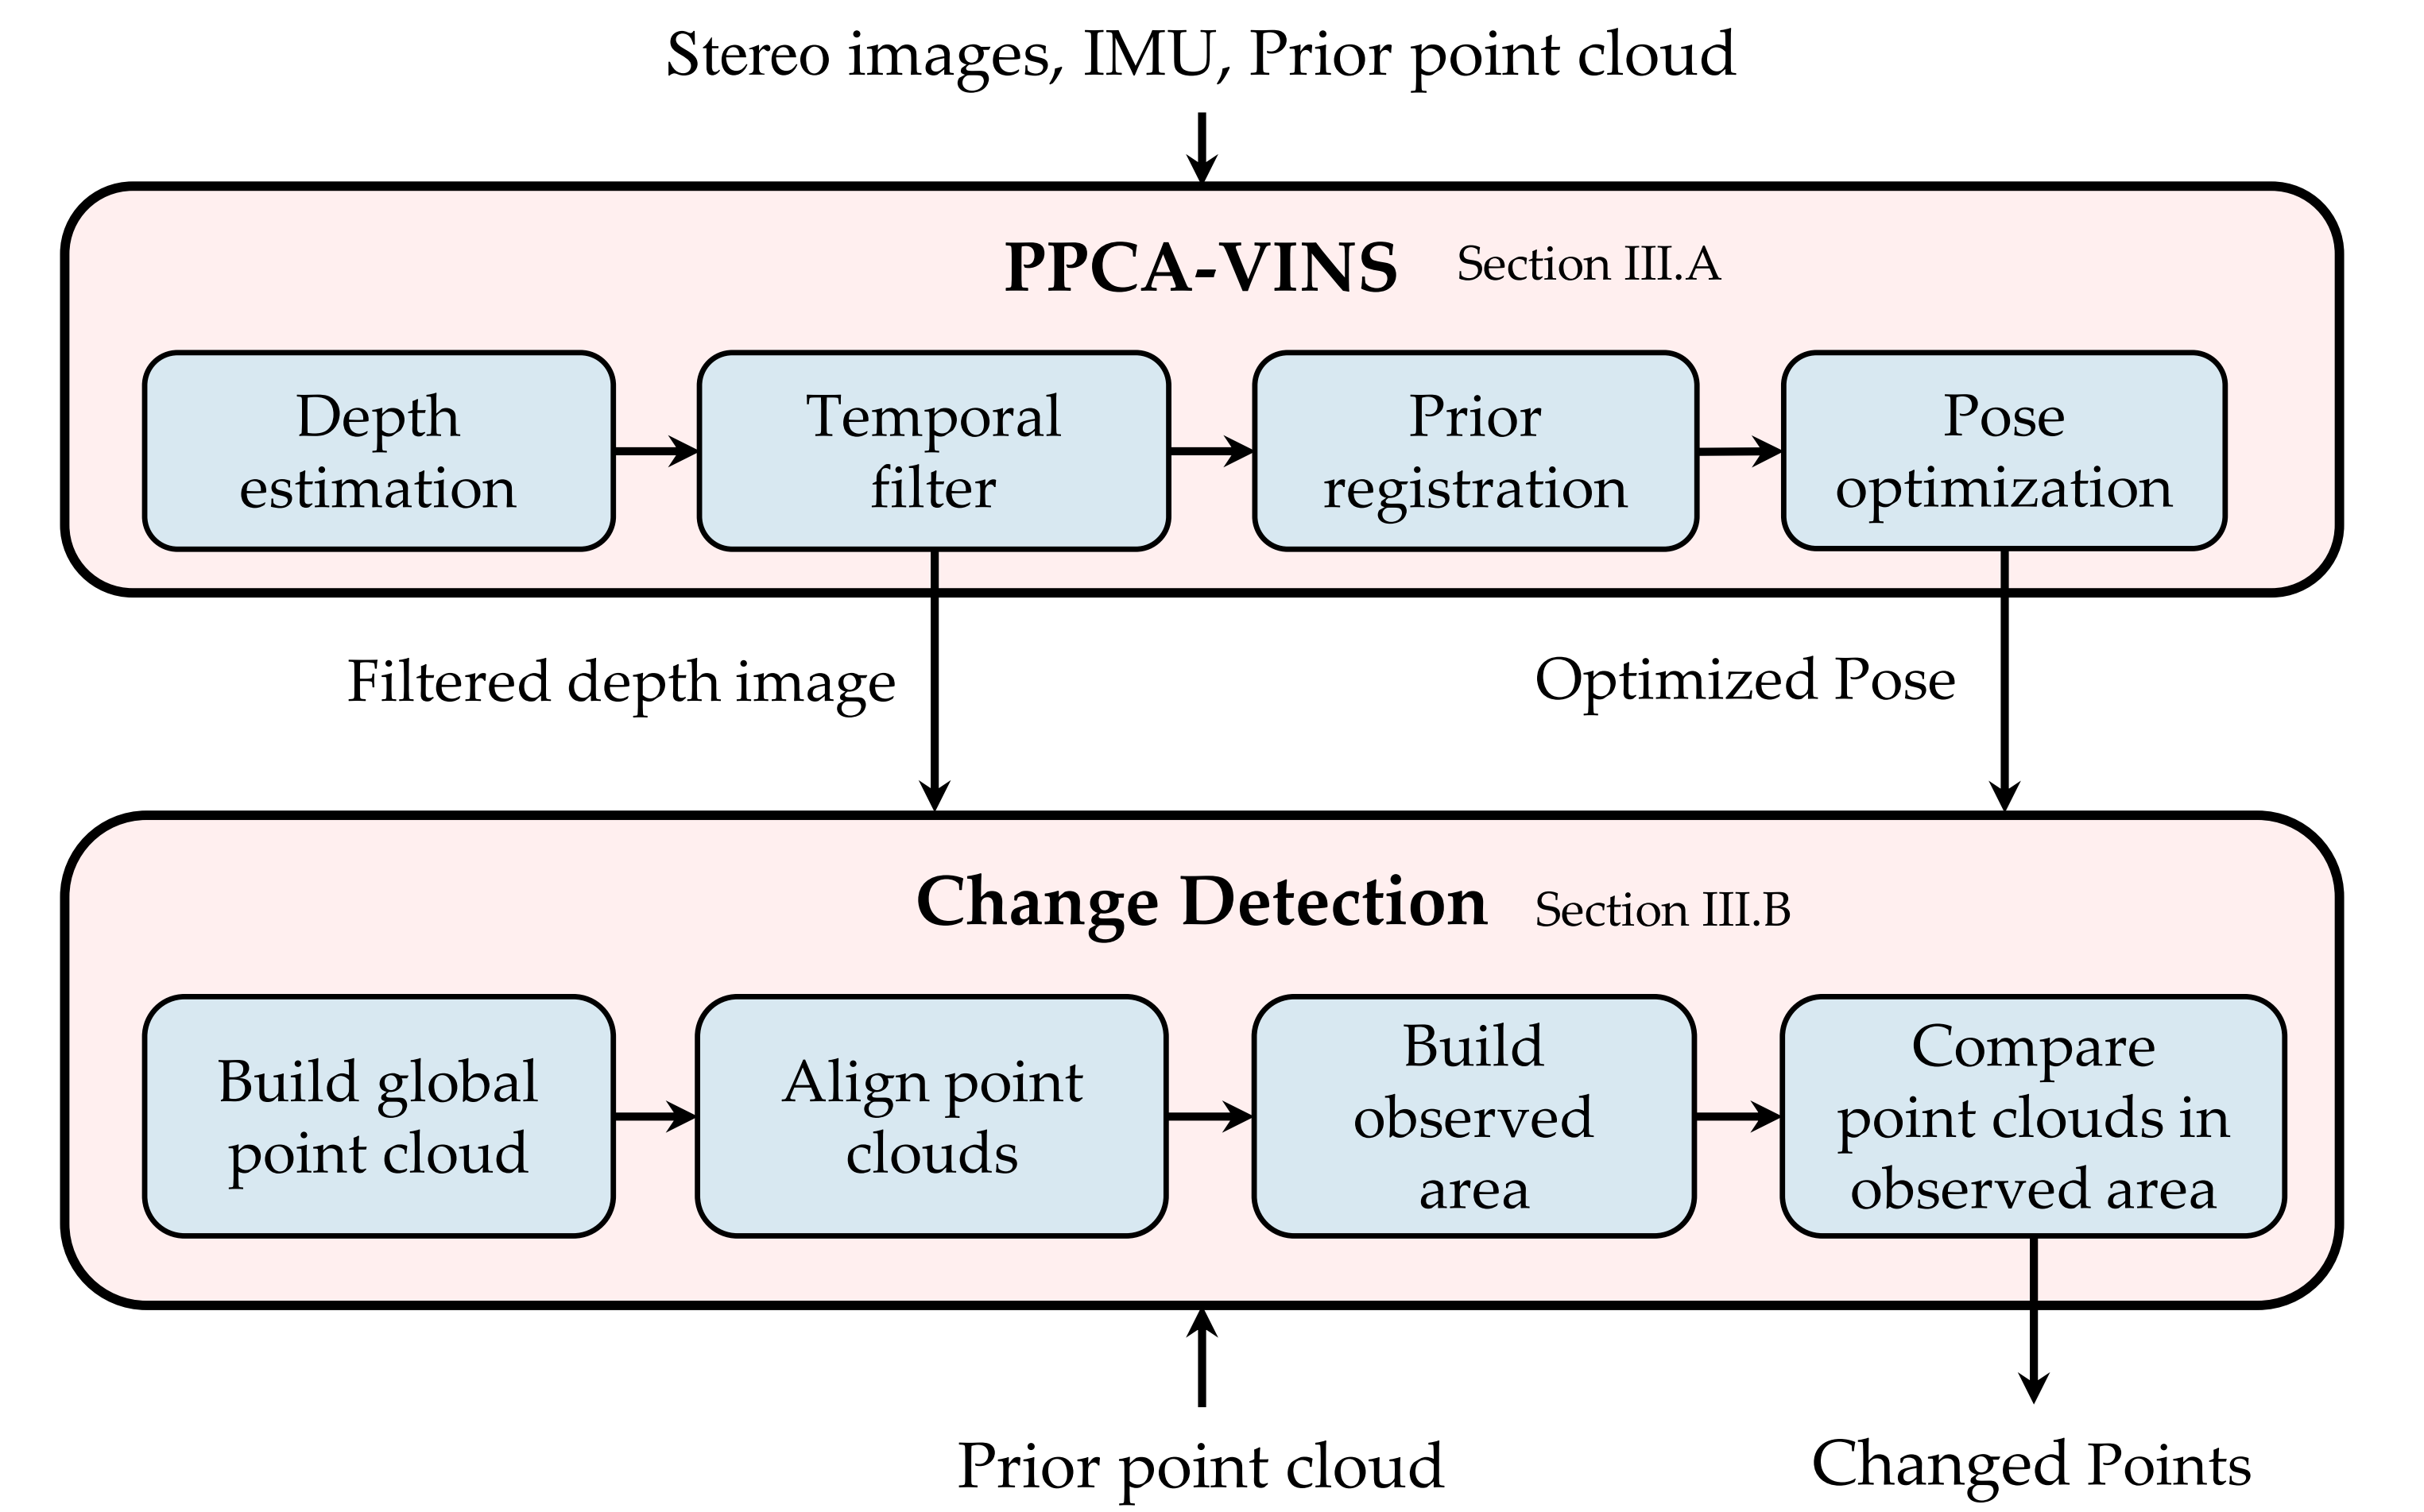 Stereo images, IMU, Prior point cloud
PPCA-VINS Section III.A
Depth
estimation
Temporal
filter
Prior
registration
Pose
optimization
Filtered depth image
Optimized Pose
Change Detection Section III.B
Build global
point cloud
Align point
clouds
Build
observed
area
Compare
point clouds in
observed area
Prior point cloud
Changed Points